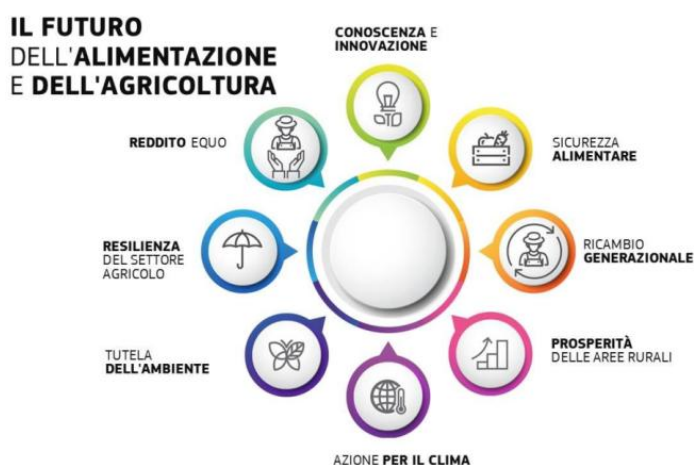 IL FUTURO
DELL'ALIMENTAZIONE
E DELL'AGRICOLTURA
CONOSCENZA E
INNOVAZIONE
SICUREZZA
ALIMENTARE
RICAMBIO
GENERAZIONALE
PROSPERITÀ
DELLE AREE RURALI
AZIONE PER IL CLIMA
TUTELA
DELL'AMBIENTE
RESILIENZA
DEL SETTORE
AGRICOLO
REDDITO EQUO